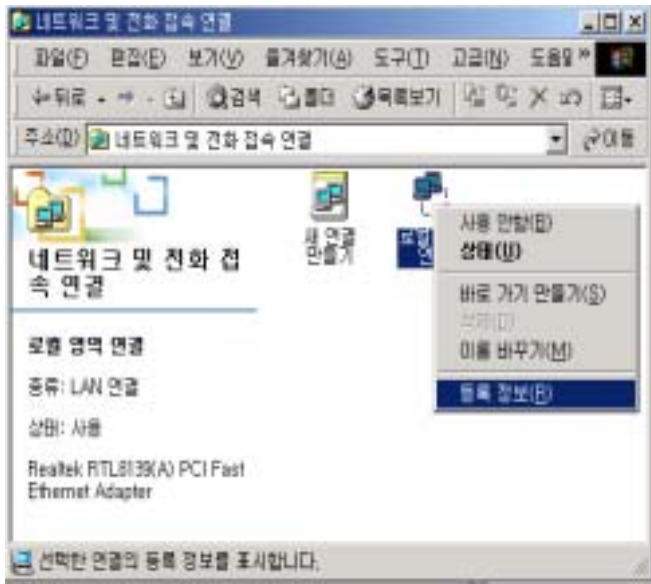 네트워크 및 전화 접속 연결
파일(F) 편집(E) 보기(V) 즐겨찾기(A) 도구(T) 고급(N) 도움말 »
뒤로 검색 폴더 목록보기
주소(D) 네트워크 및 전화 접속 연결 이동
네트워크 및 전화 접
속 연결
로컬 영역 연결
종류: LAN 연결
상태: 사용
Realtek RTL8139(A) PCI Fast
Ethernet Adapter
새 연결
만들기
로컬
연
사용 안함(B)
상태(U)
바로 가기 만들기(S)
삭제(D)
이름 바꾸기(M)
등록 정보(R)
선택한 연결의 등록 정보를 표시합니다.